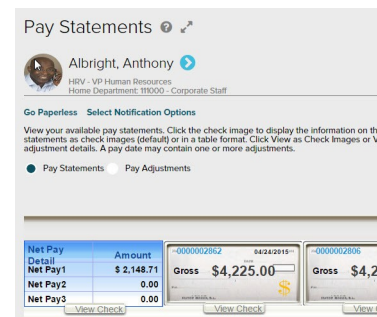 Pay Statements
Albright, Anthony
HRV - VP Human Resources
Home Department: 111000 - Corporate Staff
Go Paperless Select Notification Options
View your available pay statements. Click the check image to display the information on th
statements as check images (default) or in a table format. Click View as Check Images or V
adjustment details. A pay date may contain one or more adjustments.
Pay Statements Pay Adjustments
Net Pay Detail Amount
Net Pay1 $ 2,148.71
Net Pay2 0.00
Net Pay3 0.00
View Check
0000002862 04/24/2015
Gross $4,225.00
$
View Check
0000002806
Gross $4,2
View